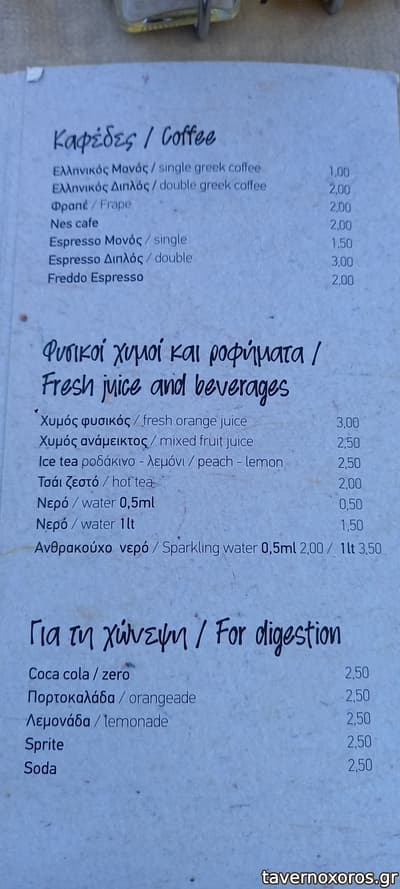 Καφέδες / Coffee
Ελληνικός Μονός / single greek coffee 1,00
Ελληνικός Διπλός / double greek coffee 2,00
Φραπέ / Frape 2,00
Nes cafe 2,00
Espresso Μονός / single 1,50
Espresso Διπλός / double 3,00
Freddo Espresso 2,00
Φυσικοί χυμοί και ροφήματα /
Fresh juice and beverages
Χυμός φυσικός / fresh orange juice 3,00
Χυμός ανάμεικτος / mixed fruit juice 2,50
Ice tea ροδάκινο - λεμόνι / peach - lemon 2,50
Τσάι ζεστό / hot tea 2,00
Νερό / water 0,5ml 0,50
Νερό / water 1lt 1,50
Ανθρακούχο νερό / Sparkling water 0,5ml 2,00 / 1lt 3,50
Για τη χώνεψη / For digestion
Coca cola / zero 2,50
Πορτοκαλάδα / orangeade 2,50
Λεμονάδα / lemonade 2,50
Sprite 2,50
Soda 2,50
tavernoxoros.gr